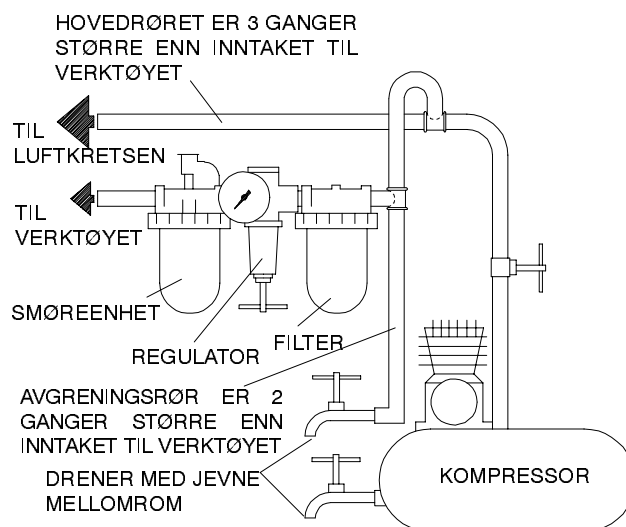 HOVEDRØRET ER 3 GANGER
STØRRE ENN INNTAKET TIL
VERKTØYET
TIL
LUFTKRETSEN
TIL
VERKTØYET
SMØREENHET
REGULATOR
FILTER
AVGRENINGSRØR ER 2
GANGER STØRRE ENN
INNTAKET TIL VERKTØYET
DRENER MED JEVNE
MELLOMROM
KOMPRESSOR